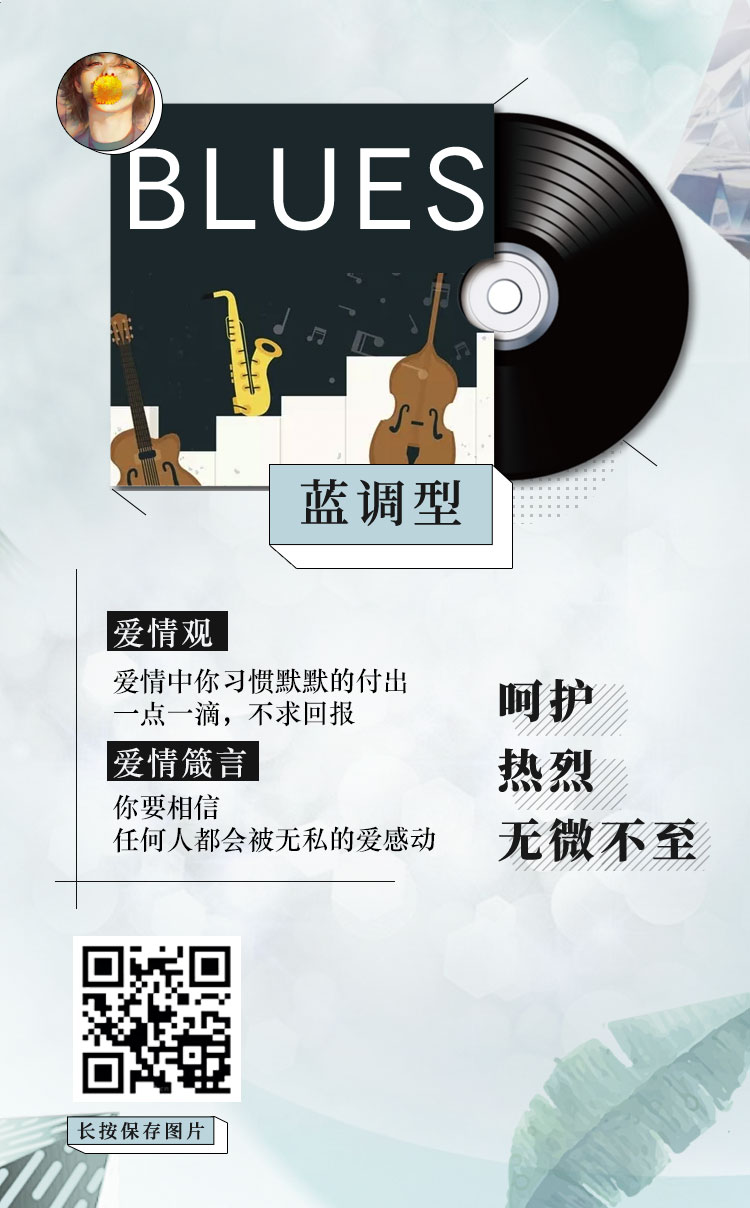 BLUES
蓝调型
爱情观
爱情中你习惯默默的付出
一点一滴，不求回报
爱情箴言
你要相信
任何人都会被无私的爱感动
呵护
热烈
无微不至
长按保存图片